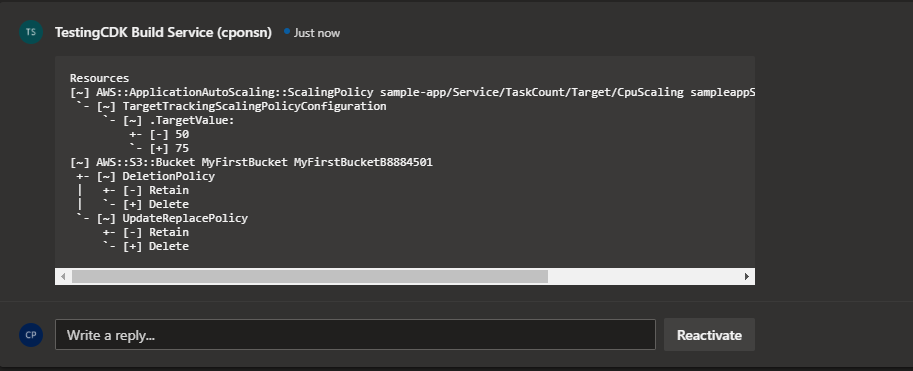 TS
TestingCDK Build Service (cponsn) Just now
Resources
[~] AWS::ApplicationAutoScaling::ScalingPolicy sample-app/Service/TaskCount/Target/CpuScaling sampleappS
`- [~] TargetTrackingScalingPolicyConfiguration
`- [~] .TargetValue:
+- [-] 50
`- [+] 75
[~] AWS::S3::Bucket MyFirstBucket MyFirstBucketB8884501
+- [~] DeletionPolicy
| +- [-] Retain
| `- [+] Delete
`- [~] UpdateReplacePolicy
+- [-] Retain
`- [+] Delete
CP
Write a reply...
Reactivate